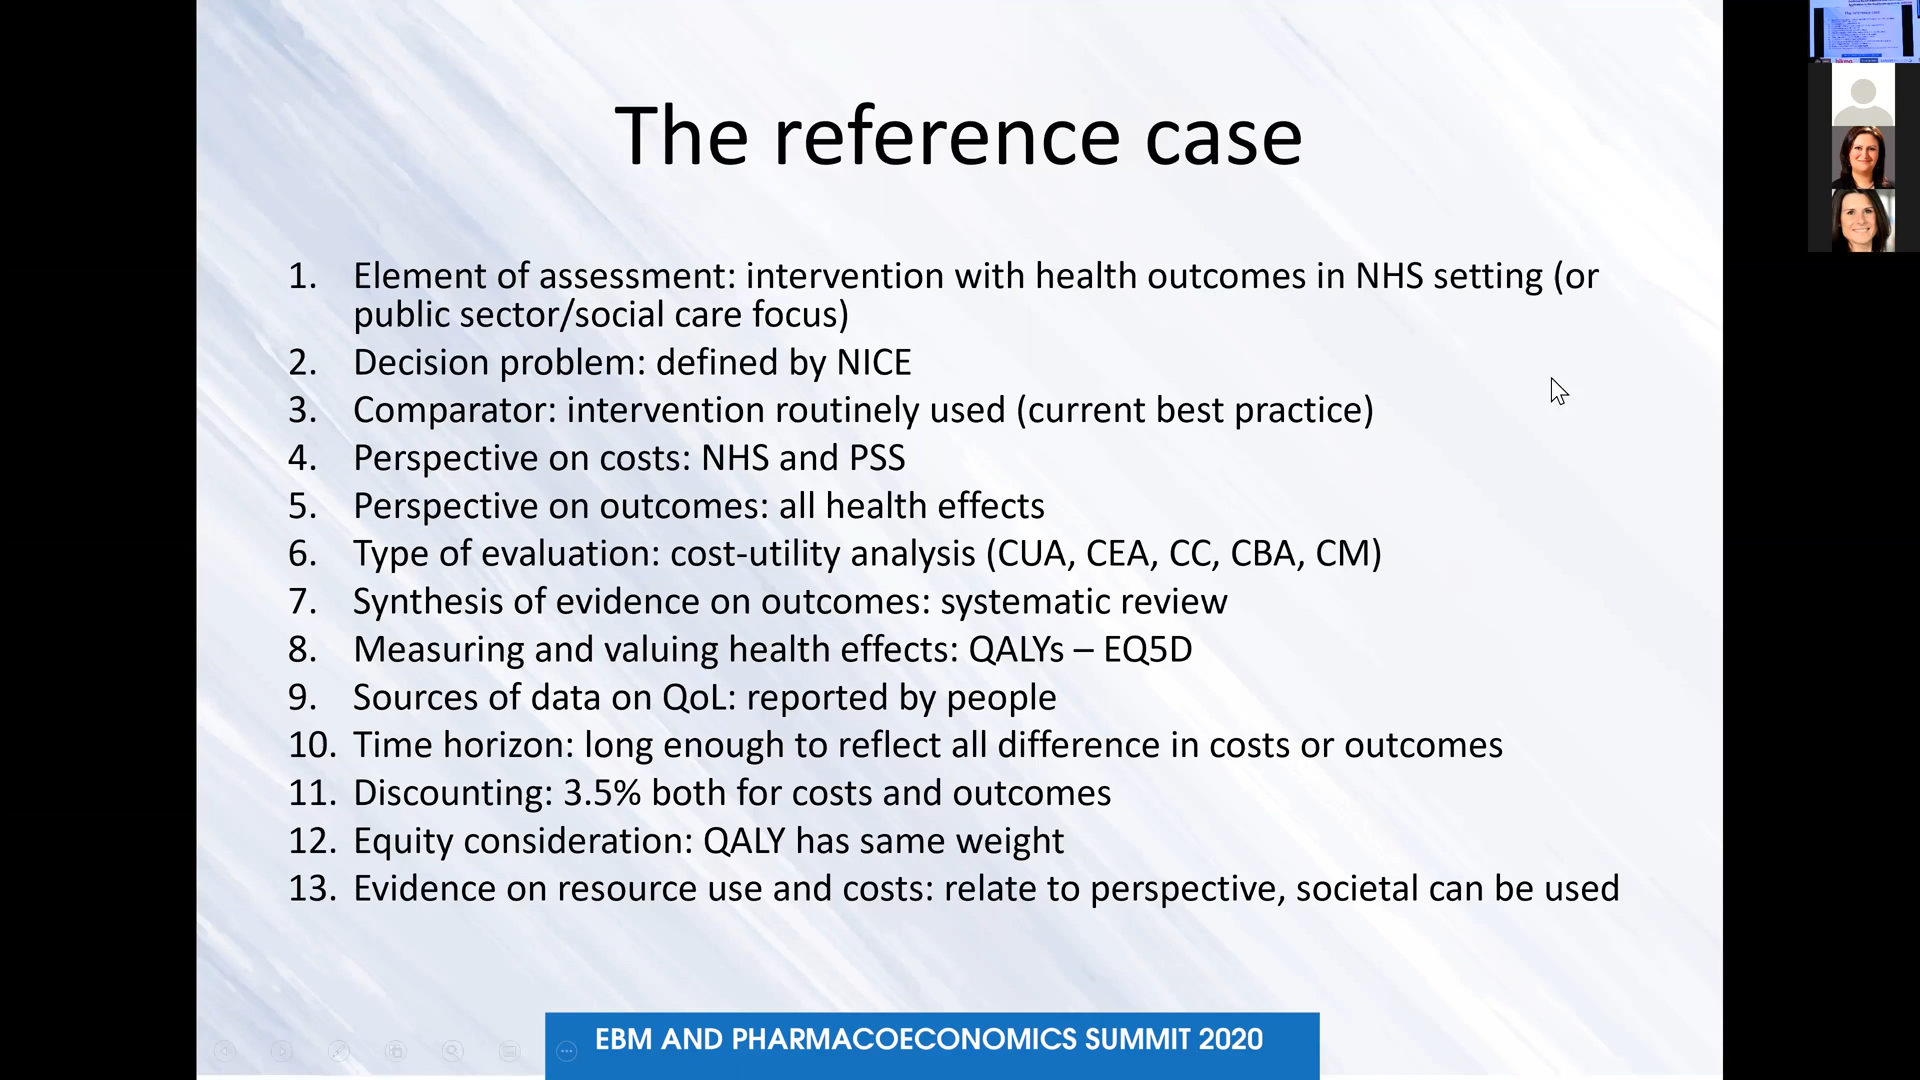 The reference case
1. Element of assessment: intervention with health outcomes in NHS setting (or
public sector/social care focus)
2. Decision problem: defined by NICE
3. Comparator: intervention routinely used (current best practice)
4. Perspective on costs: NHS and PSS
5. Perspective on outcomes: all health effects
6. Type of evaluation: cost-utility analysis (CUA, CEA, CC, CBA, CM)
7. Synthesis of evidence on outcomes: systematic review
8. Measuring and valuing health effects: QALYs – EQ5D
9. Sources of data on QoL: reported by people
10. Time horizon: long enough to reflect all difference in costs or outcomes
11. Discounting: 3.5% both for costs and outcomes
12. Equity consideration: QALY has same weight
13. Evidence on resource use and costs: relate to perspective, societal can be used
EBM AND PHARMACOECONOMICS SUMMIT 2020